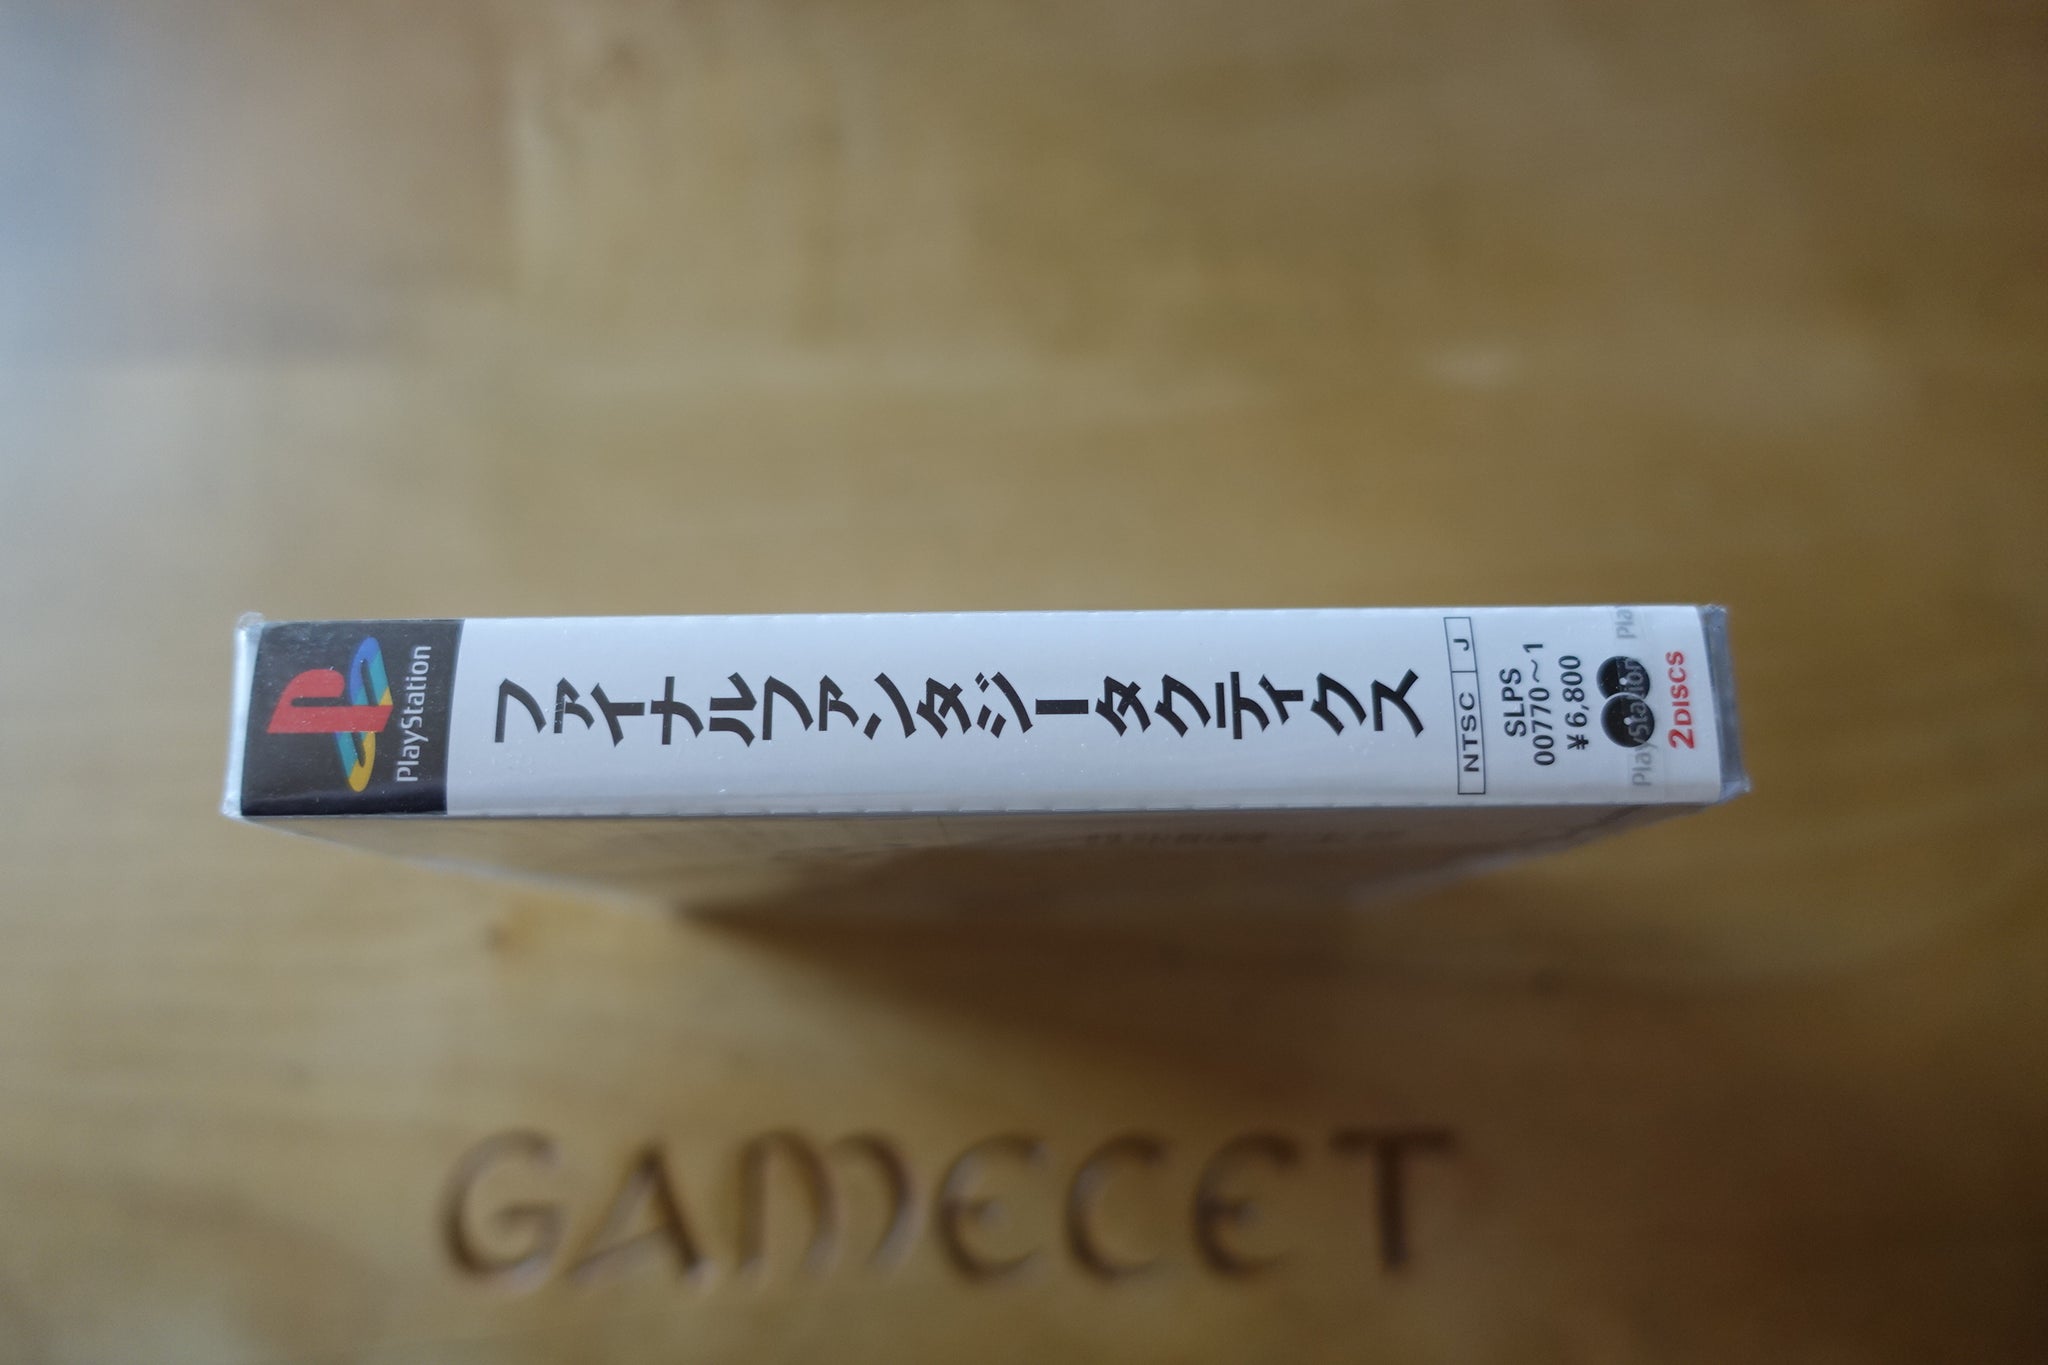 PlayStation
ファイナルファンタジータクティクス
NTSC J
SLPS
00770〜1
¥6,800
PlayStation Pla
2DISCS
GAMECET